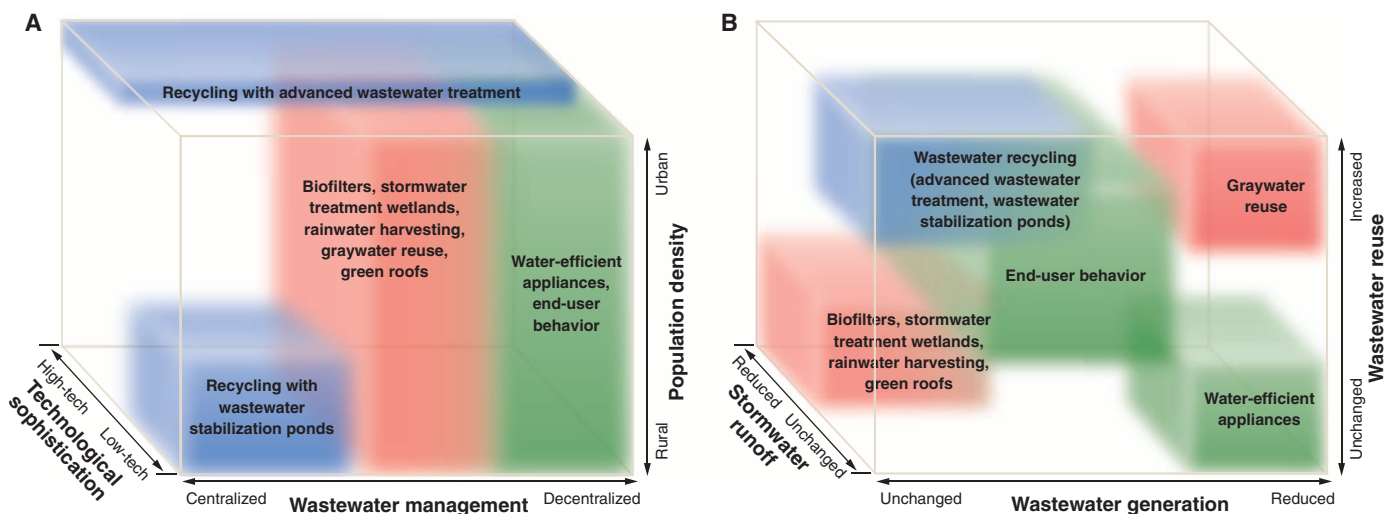 A
Recycling with advanced wastewater treatment
Biofilters, stormwater
treatment wetlands,
rainwater harvesting,
graywater reuse,
green roofs
Water-efficient
appliances,
end-user
behavior
Recycling with
wastewater
stabilization ponds
Urban
Population density
Rural
High-tech
Low-tech
Technological
sophistication
Centralized
Wastewater management
Decentralized
B
Wastewater recycling
(advanced wastewater
treatment, wastewater
stabilization ponds)
Graywater
reuse
End-user behavior
Biofilters, stormwater
treatment wetlands,
rainwater harvesting,
green roofs
Water-efficient
appliances
Increased
Wastewater reuse
Unchanged
Reduced
Unchanged
Stormwater
runoff
Unchanged
Wastewater generation
Reduced